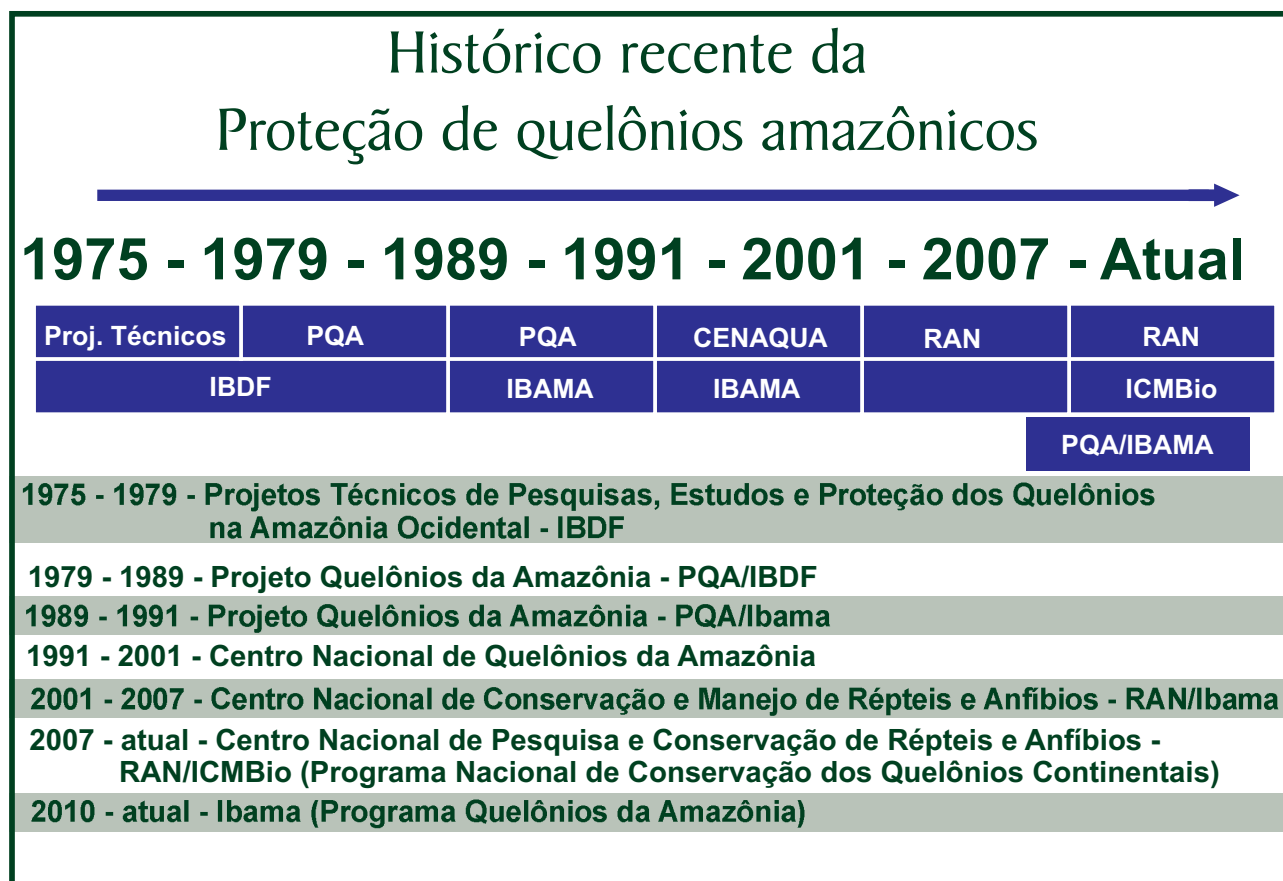 Histórico recente da
Proteção de quelônios amazônicos
1975 - 1979 - 1989 - 1991 - 2001 - 2007 - Atual
Proj. Técnicos PQA PQA CENAQUA RAN RAN
IBDF IBAMA IBAMA ICMBio
PQA/IBAMA
1975 - 1979 - Projetos Técnicos de Pesquisas, Estudos e Proteção dos Quelônios
na Amazônia Ocidental - IBDF
1979 - 1989 - Projeto Quelônios da Amazônia - PQA/IBDF
1989 - 1991 - Projeto Quelônios da Amazônia - PQA/Ibama
1991 - 2001 - Centro Nacional de Quelônios da Amazônia
2001 - 2007 - Centro Nacional de Conservação e Manejo de Répteis e Anfíbios - RAN/Ibama
2007 - atual - Centro Nacional de Pesquisa e Conservação de Répteis e Anfíbios -
RAN/ICMBio (Programa Nacional de Conservação dos Quelônios Continentais)
2010 - atual - Ibama (Programa Quelônios da Amazônia)